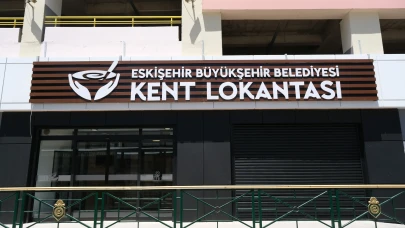 ESKİŞEHİR BÜYÜKŞEHİR BELEDİYESİ
KENT LOKANTASI